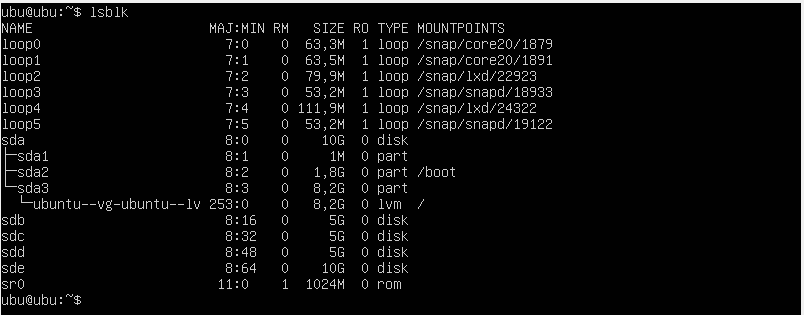 ubu@ubu:~$ lsblk
NAME                      MAJ:MIN RM   SIZE RO TYPE MOUNTPOINTS
loop0                       7:0    0  63,3M  1 loop /snap/core20/1879
loop1                       7:1    0  63,5M  1 loop /snap/core20/1891
loop2                       7:2    0  79,9M  1 loop /snap/lxd/22923
loop3                       7:3    0  53,2M  1 loop /snap/snapd/18933
loop4                       7:4    0 111,9M  1 loop /snap/lxd/24322
loop5                       7:5    0  53,2M  1 loop /snap/snapd/19122
sda                         8:0    0    10G  0 disk
├─sda1                      8:1    0     1M  0 part
├─sda2                      8:2    0   1,8G  0 part /boot
└─sda3                      8:3    0   8,2G  0 part
  └─ubuntu--vg-ubuntu--lv 253:0    0   8,2G  0 lvm  /
sdb                         8:16   0     5G  0 disk
sdc                         8:32   0     5G  0 disk
sdd                         8:48   0     5G  0 disk
sde                         8:64   0    10G  0 disk
sr0                        11:0    1  1024M  0 rom
ubu@ubu:~$